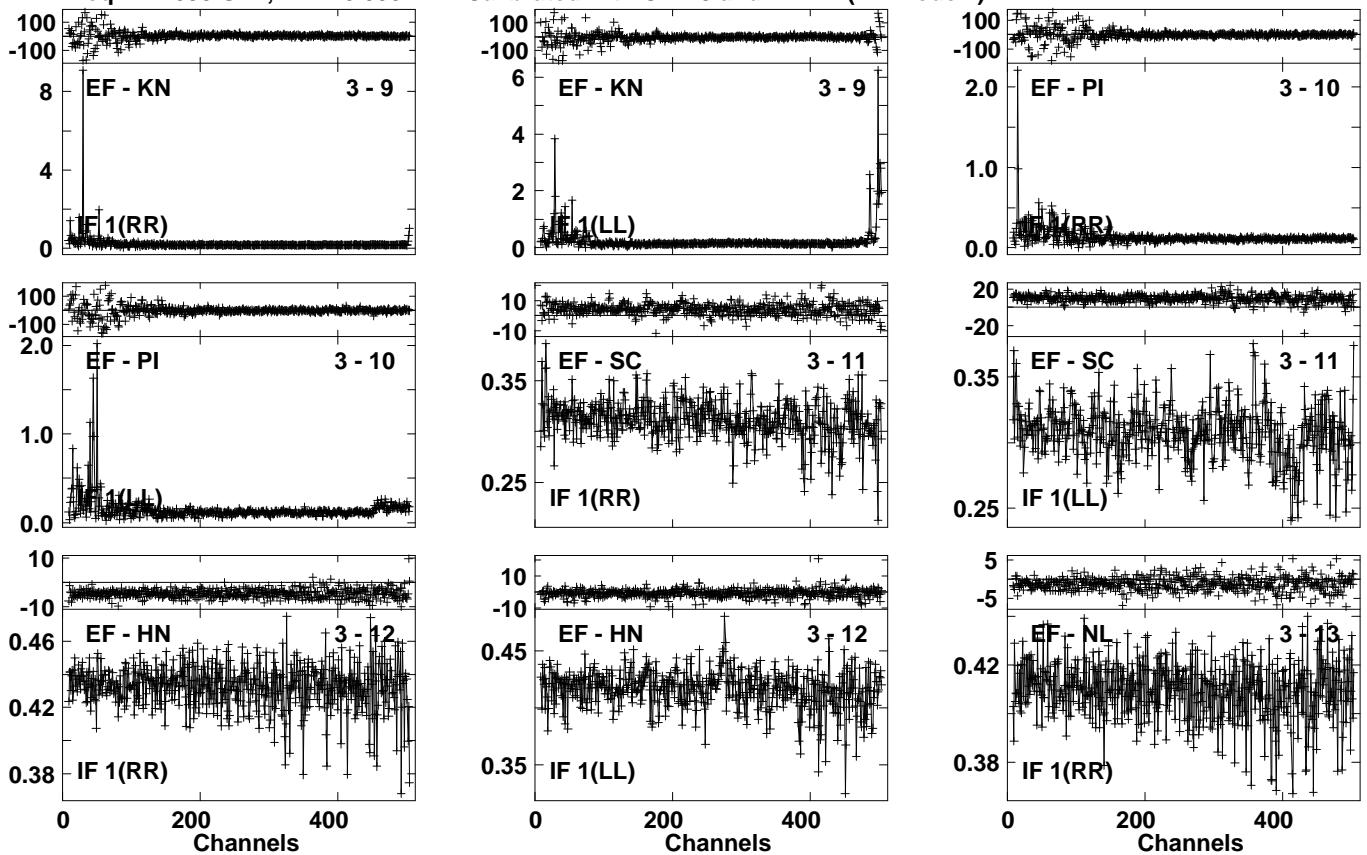 100
-100
8
4
0
EF - KN 3 - 9
IF 1(RR)
100
-100
6
4
2
0
EF - KN 3 - 9
IF 1(LL)
100
-100
2.0
1.0
0.0
EF - PI 3 - 10
IF 1(RR)
100
-100
2.0
1.0
0.0
EF - PI 3 - 10
IF 1(LL)
10
-10
0.35
0.25
EF - SC 3 - 11
IF 1(RR)
20
-20
0.35
0.25
EF - SC 3 - 11
IF 1(LL)
10
-10
0.46
0.42
0.38
EF - HN 3 - 12
IF 1(RR)
0 200 400
Channels
10
-10
0.45
0.35
EF - HN 3 - 12
IF 1(LL)
0 200 400
Channels
5
-5
0.42
0.38
EF - NL 3 - 13
IF 1(RR)
0 200 400
Channels